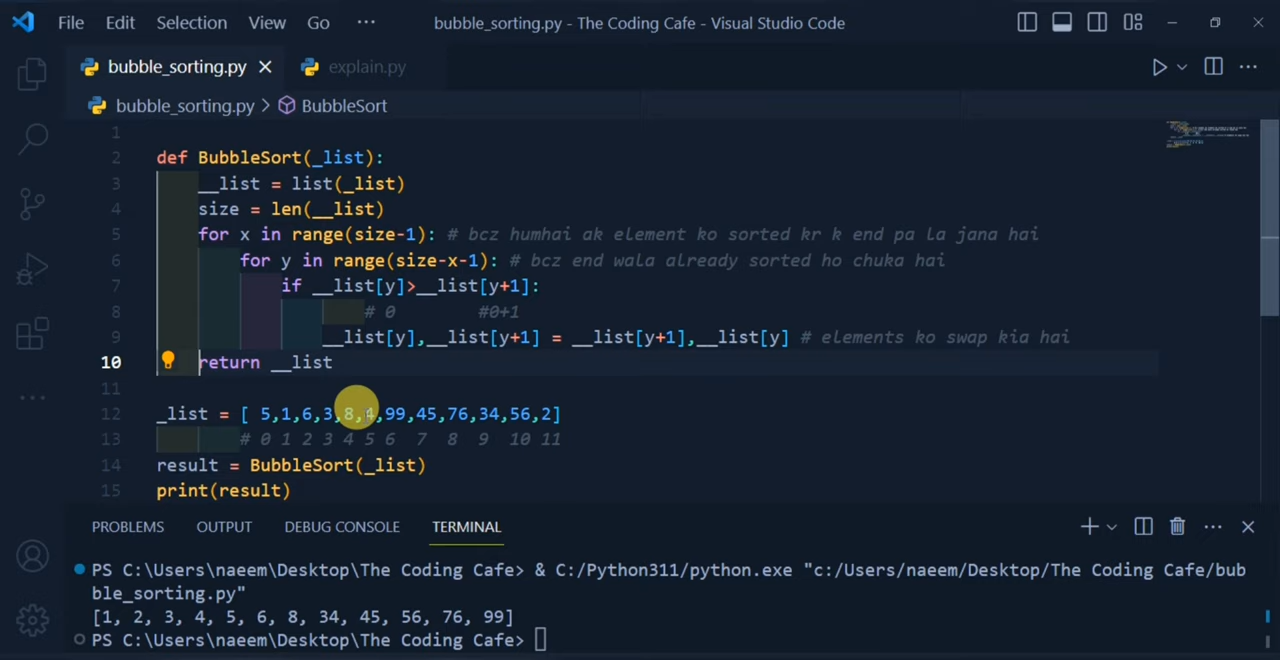 File Edit Selection View Go ··· bubble_sorting.py - The Coding Cafe - Visual Studio Code
bubble_sorting.py explain.py
bubble_sorting.py > BubbleSort
1
2 def BubbleSort(_list):
3 __list = list(_list)
4 size = len(__list)
5 for x in range(size-1): # bcz humhai ak element ko sorted kr k end pa la jana hai
6 for y in range(size-x-1): # bcz end wala already sorted ho chuka hai
7 if __list[y]>__list[y+1]:
8 # 0 #0+1
9 __list[y],__list[y+1] = __list[y+1],__list[y] # elements ko swap kia hai
10 return __list
11
12 _list = [ 5,1,6,3,8,4,99,45,76,34,56,2]
13 # 0 1 2 3 4 5 6 7 8 9 10 11
14 result = BubbleSort(_list)
15 print(result)
PROBLEMS OUTPUT DEBUG CONSOLE TERMINAL
PS C:\Users\naeem\Desktop\The Coding Cafe> & C:/Python311/python.exe "c:/Users/naeem/Desktop/The Coding Cafe/bub
ble_sorting.py"
[1, 2, 3, 4, 5, 6, 8, 34, 45, 56, 76, 99]
PS C:\Users\naeem\Desktop\The Coding Cafe>